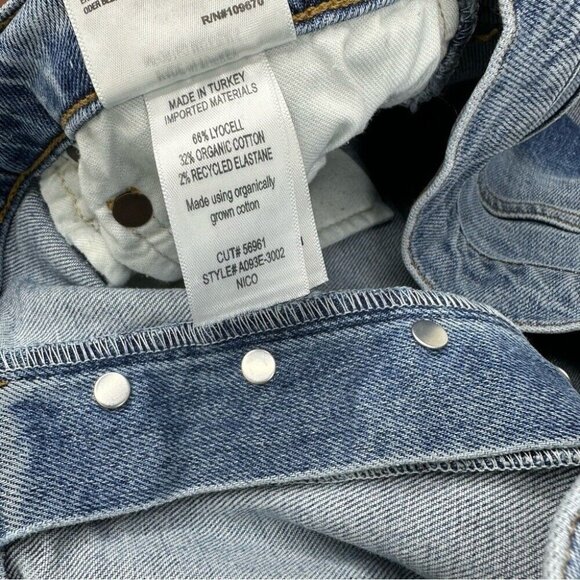 R/N#109670
MADE IN TURKEY
IMPORTED MATERIALS
66% LYOCELL
32% ORGANIC COTTON
2% RECYCLED ELASTANE
Made using organically
grown cotton
CUT# 56961
STYLE# A093E-3002
NICO